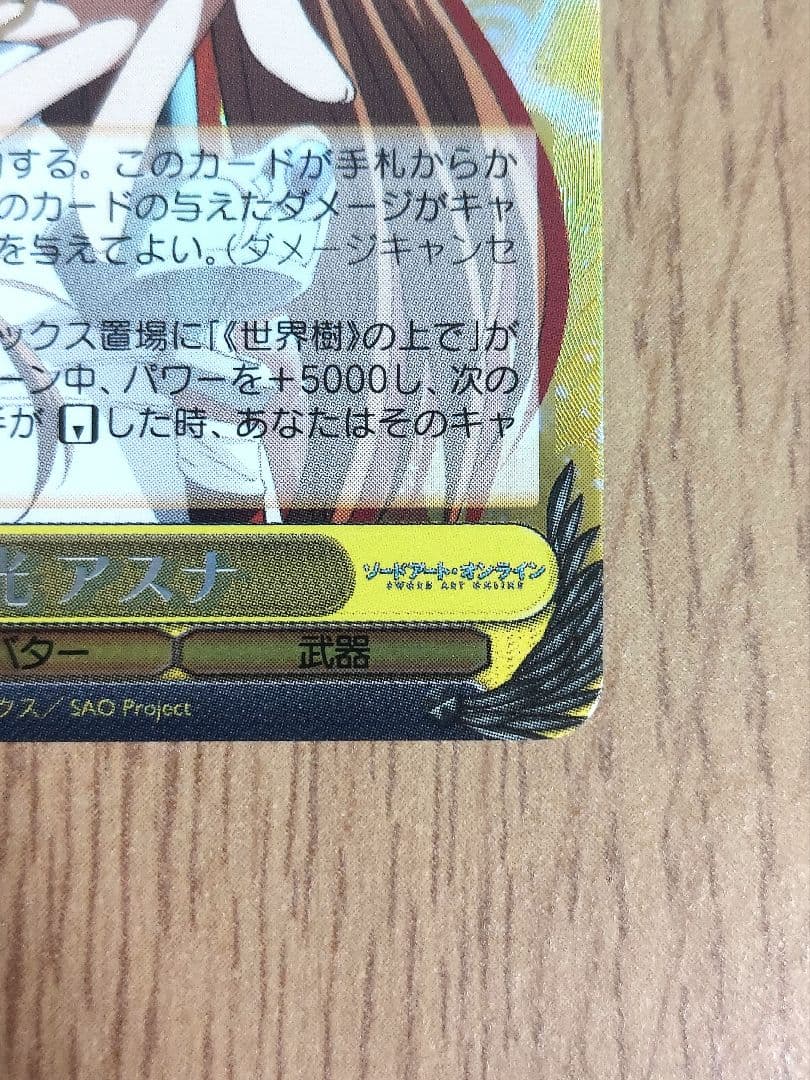 する。このカードが手札からか
のカードの与えたダメージがキャ
を与えてよい。(ダメージキャンセ
ックス置場に「《世界樹》の上で」が
ーン中、パワーを+5000し、次の
が した時、あなたはそのキャ
光 アスナ
ソードアート・オンライン
SWORD ART ONLINE
バター
武器
クス/ SAO Project